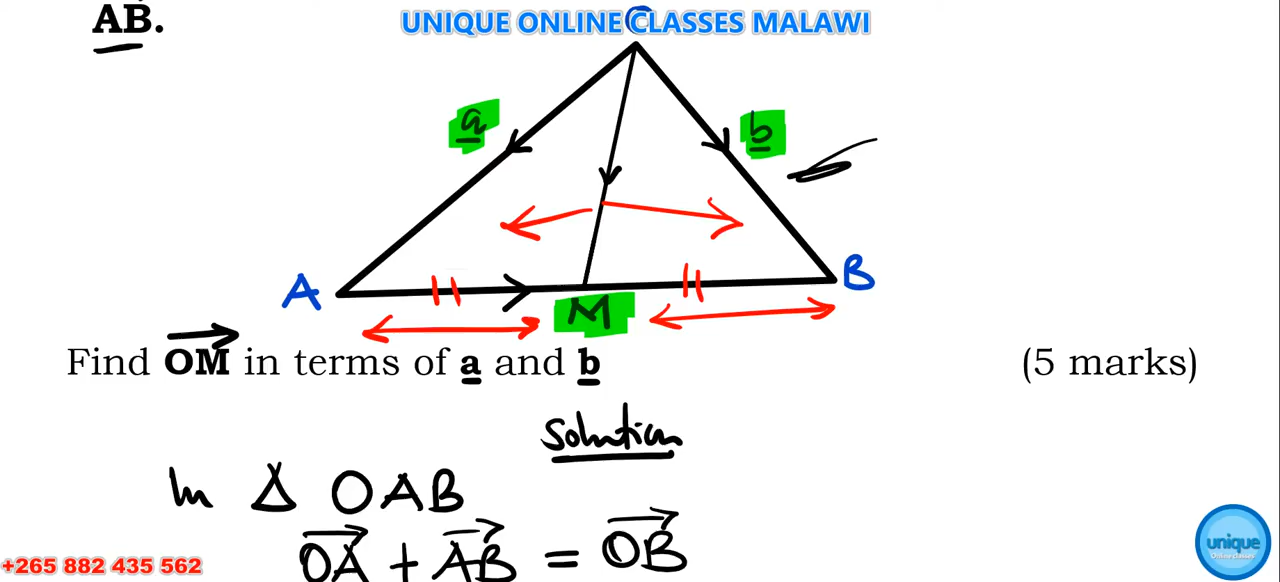 AB.
UNIQUE ONLINE CLASSES MALAWI
a
b
A
B
M
Find OM in terms of a and b (5 marks)
Solution
In Δ OAB
OA + AB = OB
+265 882 435 562
unique
Online classes